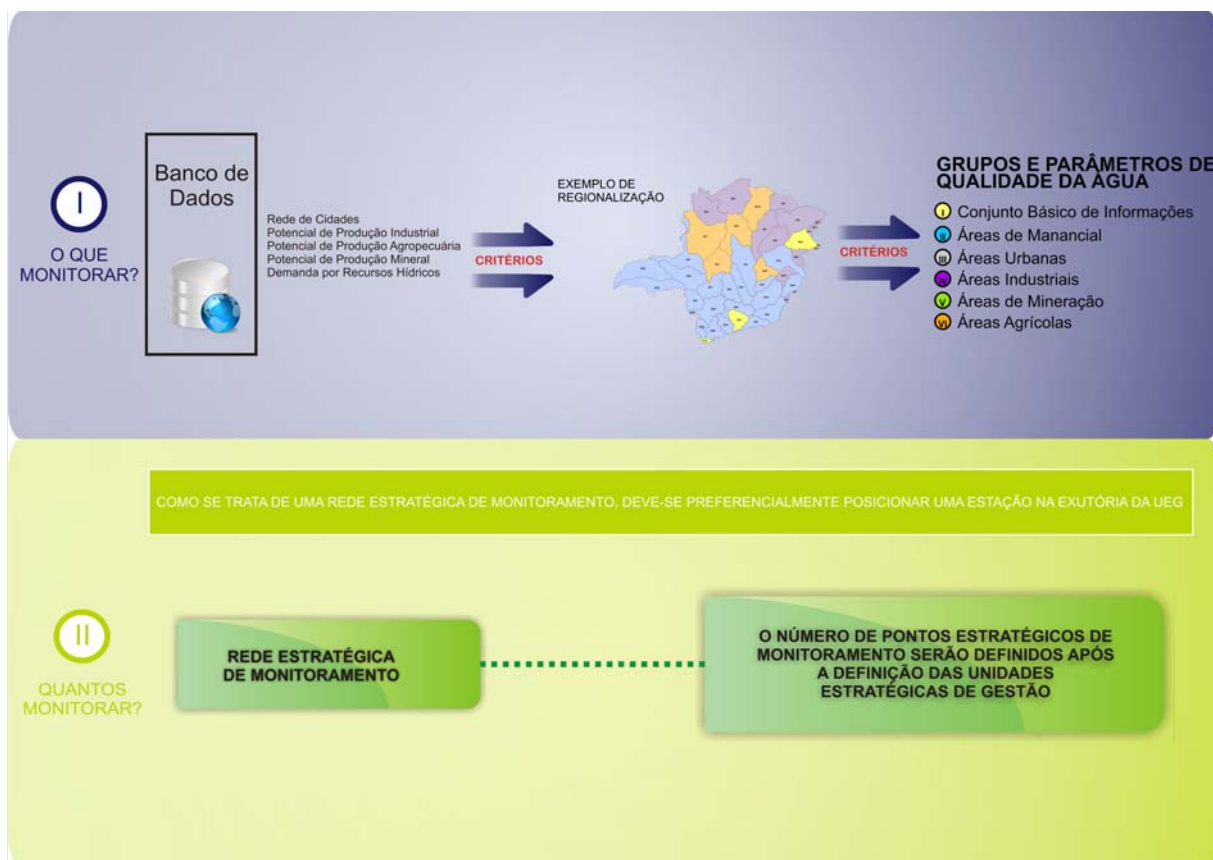 I
O QUE
MONITORAR?
Banco de
Dados
Rede de Cidades
Potencial de Produção Industrial
Potencial de Produção Agropecuária
Potencial de Produção Mineral
Demanda por Recursos Hídricos
CRITÉRIOS
EXEMPLO DE
REGIONALIZAÇÃO
CRITÉRIOS
GRUPOS E PARÂMETROS DE
QUALIDADE DA ÁGUA
I Conjunto Básico de Informações
II Áreas de Manancial
III Áreas Urbanas
IV Áreas Industriais
V Áreas de Mineração
VI Áreas Agrícolas
COMO SE TRATA DE UMA REDE ESTRATÉGICA DE MONITORAMENTO, DEVE-SE PREFERENCIALMENTE POSICIONAR UMA ESTAÇÃO NA EXUTÓRIA DA UEG
II
QUANTOS
MONITORAR?
REDE ESTRATÉGICA
DE MONITORAMENTO
O NÚMERO DE PONTOS ESTRATÉGICOS DE
MONITORAMENTO SERÃO DEFINIDOS APÓS
A DEFINIÇÃO DAS UNIDADES
ESTRATÉGICAS DE GESTÃO